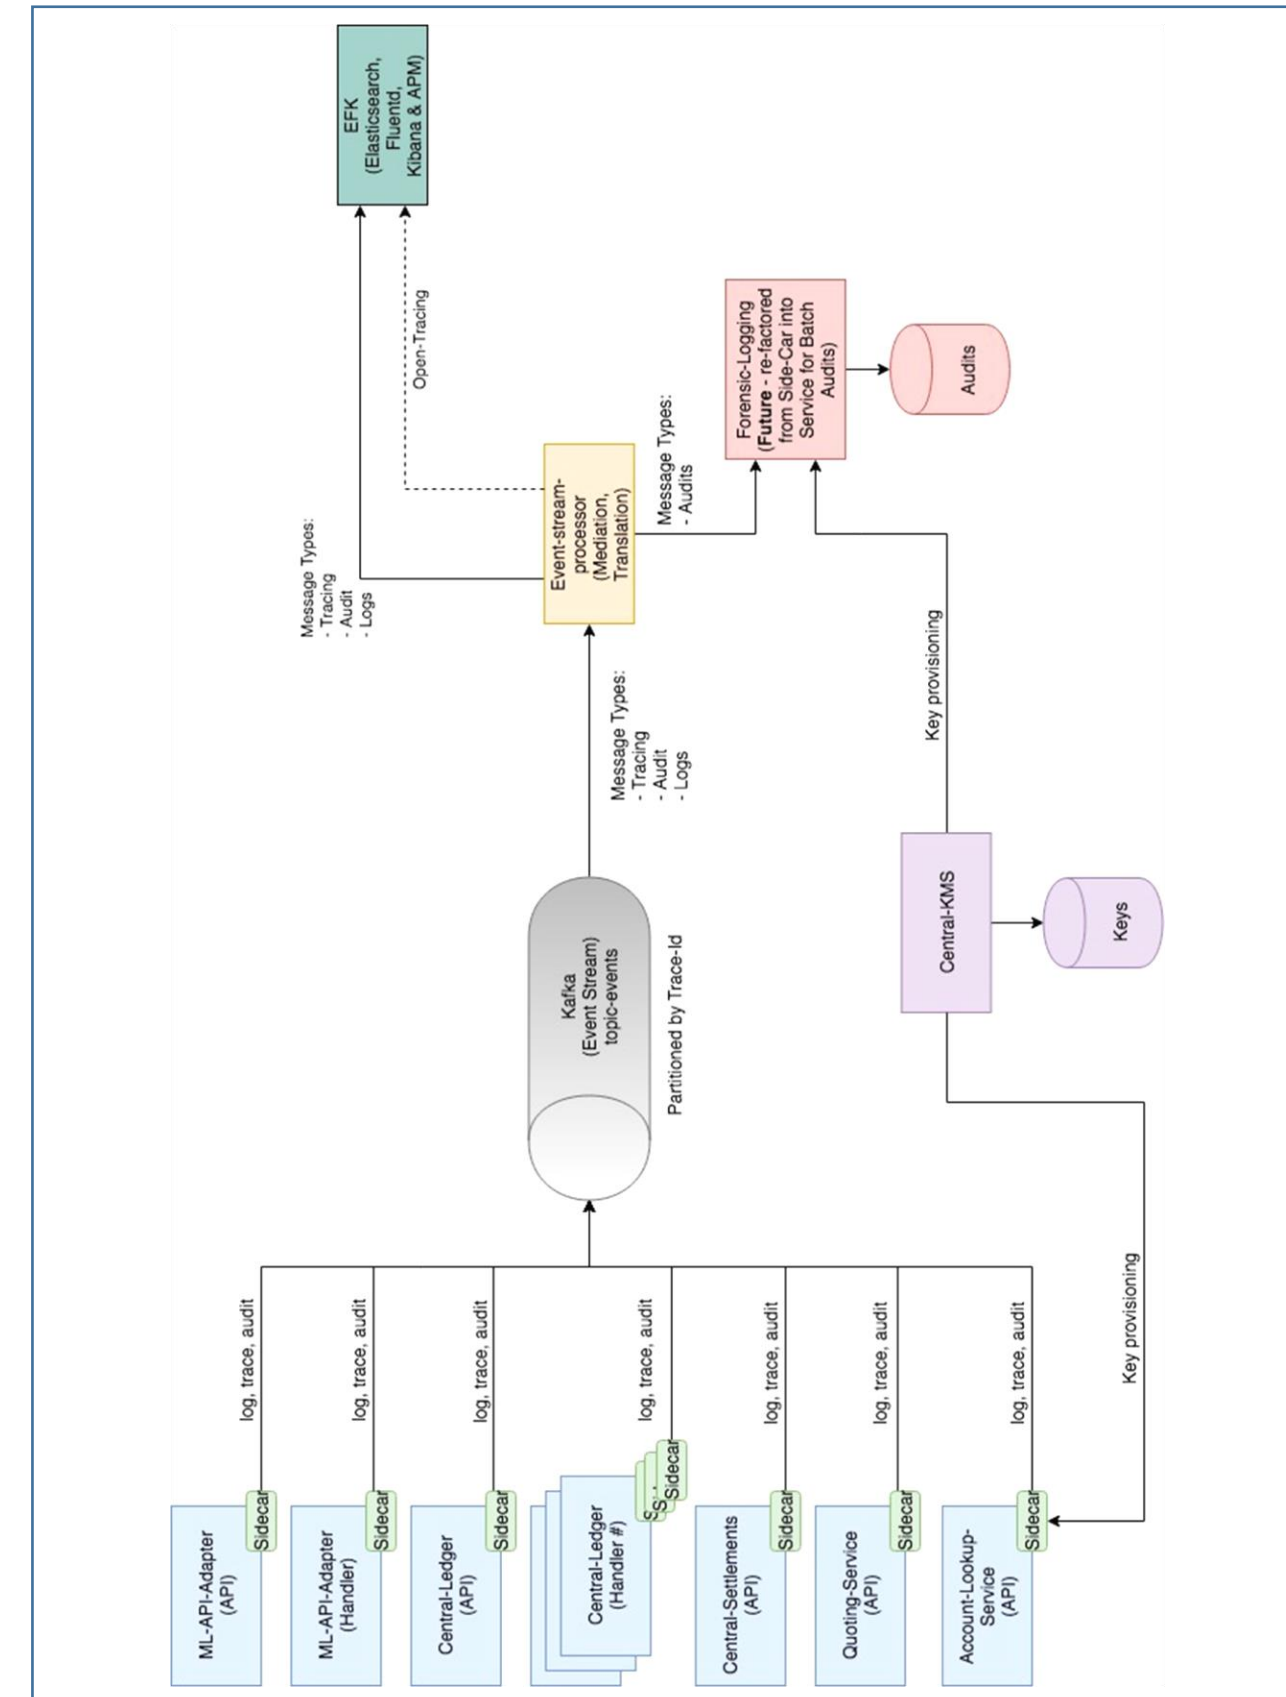 ML-API-Adapter
(API)
Sidecar
log, trace, audit
ML-API-Adapter
(Handler)
Sidecar
log, trace, audit
Central-Ledger
(API)
Sidecar
log, trace, audit
Central-Ledger
(Handler #)
S
Si
Sidecar
log, trace, audit
Central-Settlements
(API)
Sidecar
log, trace, audit
Quoting-Service
(API)
Sidecar
log, trace, audit
Account-Lookup-
Service
(API)
Sidecar
log, trace, audit
Key provisioning
Kafka
(Event Stream)
topic-events
Partitioned by Trace-Id
Central-KMS
Keys
Key provisioning
Message Types:
- Tracing
- Audit
- Logs
Event-stream-
processor
(Mediation,
Translation)
Message Types:
- Tracing
- Audit
- Logs
Open-Tracing
Message Types:
- Audits
Forensic-Logging
(Future - re-factored
from Side-Car into
Service for Batch
Audits)
Audits
EFK
(Elasticsearch,
Fluentd,
Kibana & APM)